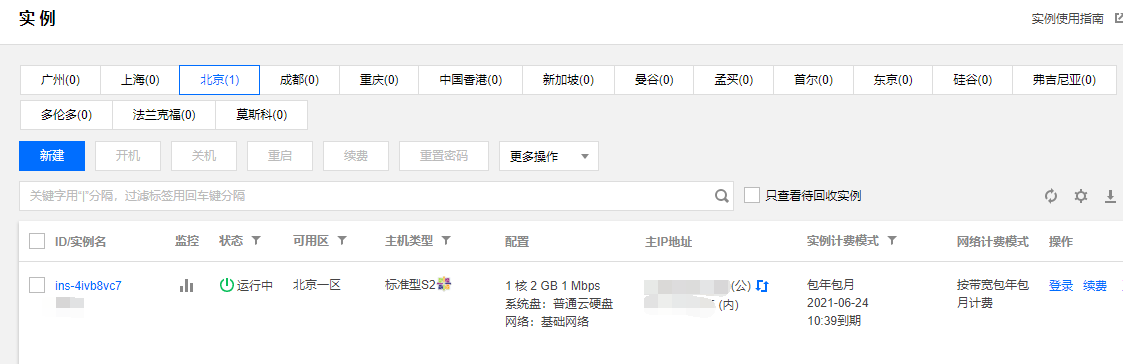 实例
实例使用指南
广州(0) 上海(0) 北京(1) 成都(0) 重庆(0) 中国香港(0) 新加坡(0) 曼谷(0) 孟买(0) 首尔(0) 东京(0) 硅谷(0) 弗吉尼亚(0)
多伦多(0) 法兰克福(0) 莫斯科(0)
新建 开机 关机 重启 续费 重置密码 更多操作
关键字用“|”分隔，过滤标签用回车键分隔 只查看待回收实例
ID/实例名 监控 状态 可用区 主机类型 配置 主IP地址 实例计费模式 网络计费模式 操作
ins-4ivb8vc7 运行中 北京一区 标准型S2 1 核 2 GB 1 Mbps (公) 包年包月 按带宽包年包 登录 续费
系统盘：普通云硬盘 (内) 2021-06-24 月计费
网络：基础网络 10:39到期